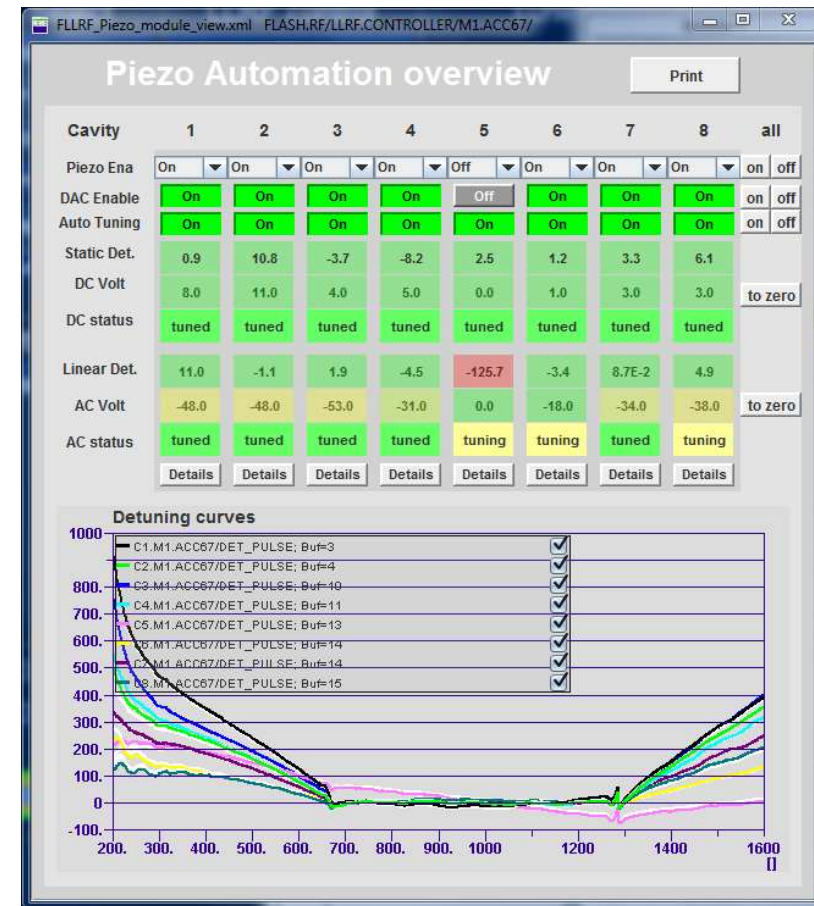 FLLRF_Piezo_module_view.xml FLASH.RF/LLRF.CONTROLLER/M1.ACC67/
Piezo Automation overview Print
Cavity 1 2 3 4 5 6 7 8 all
Piezo Ena On On On On Off On On On on off
DAC Enable On On On On Off On On On on off
Auto Tuning On On On On On On On On on off
Static Det. 0.9 10.8 -3.7 -8.2 2.5 1.2 3.3 6.1
DC Volt 8.0 11.0 4.0 5.0 0.0 1.0 3.0 3.0 to zero
DC status tuned tuned tuned tuned tuned tuned tuned tuned
Linear Det. 11.0 -1.1 1.9 -4.5 -125.7 -3.4 8.7E-2 4.9
AC Volt -48.0 -48.0 -53.0 -31.0 0.0 -18.0 -34.0 -38.0 to zero
AC status tuned tuned tuned tuned tuning tuning tuned tuning
Details Details Details Details Details Details Details Details
Detuning curves
1000
C1.M1.ACC67/DET_PULSE; Buf=3
C2.M1.ACC67/DET_PULSE; Buf=4
800. C3.M1.ACC67/DET_PULSE; Buf=10
700. C4.M1.ACC67/DET_PULSE; Buf=11
C5.M1.ACC67/DET_PULSE; Buf=13
600. C6.M1.ACC67/DET_PULSE; Buf=14
500. C7.M1.ACC67/DET_PULSE; Buf=14
C8.M1.ACC67/DET_PULSE; Buf=15
400.
300.
200.
100.
0
-100.
200. 300. 400. 500. 600. 700. 800. 900. 1000 1200 1400 1600
[]